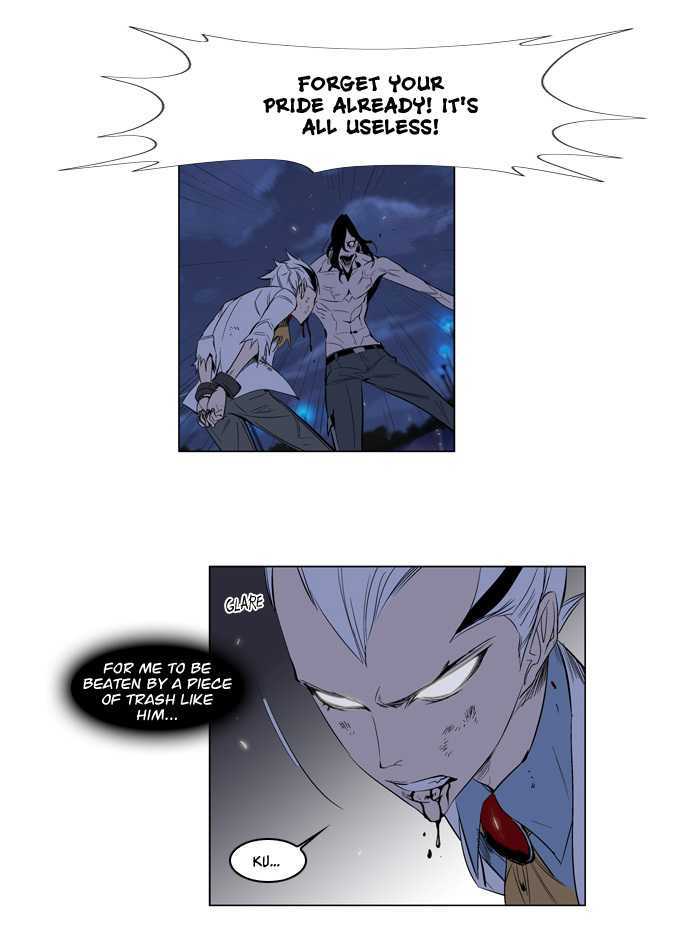 FORGET YOUR
PRIDE ALREADY! IT'S
ALL USELESS!
GLARE
FOR ME TO BE
BEATEN BY A PIECE
OF TRASH LIKE
HIM...
KU...